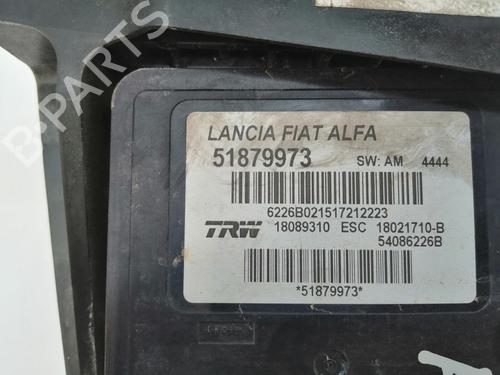 B-PARTS
LANCIA FIAT ALFA
51879973 SW: AM 4444
6226B021517212223
TRW 18089310 ESC 18021710-B
54086226B
*51879973*